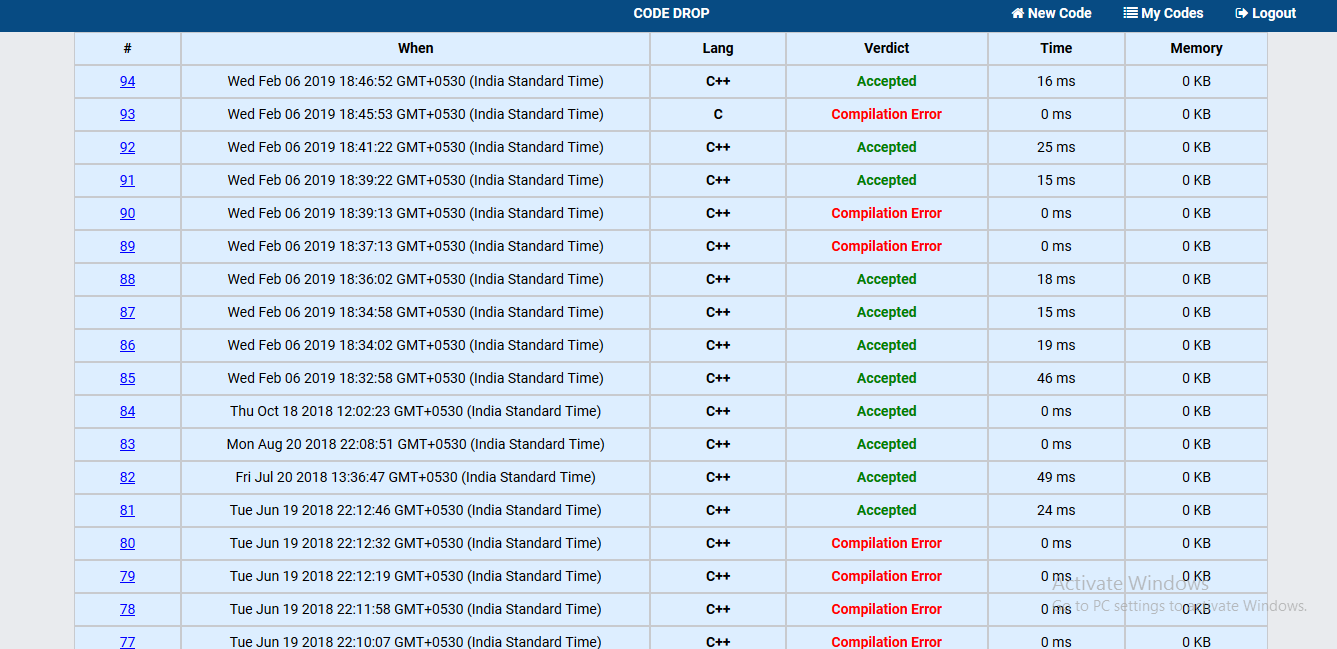 CODE DROP New Code My Codes Logout
# When Lang Verdict Time Memory
94 Wed Feb 06 2019 18:46:52 GMT+0530 (India Standard Time) C++ Accepted 16 ms 0 KB
93 Wed Feb 06 2019 18:45:53 GMT+0530 (India Standard Time) C Compilation Error 0 ms 0 KB
92 Wed Feb 06 2019 18:41:22 GMT+0530 (India Standard Time) C++ Accepted 25 ms 0 KB
91 Wed Feb 06 2019 18:39:22 GMT+0530 (India Standard Time) C++ Accepted 15 ms 0 KB
90 Wed Feb 06 2019 18:39:13 GMT+0530 (India Standard Time) C++ Compilation Error 0 ms 0 KB
89 Wed Feb 06 2019 18:37:13 GMT+0530 (India Standard Time) C++ Compilation Error 0 ms 0 KB
88 Wed Feb 06 2019 18:36:02 GMT+0530 (India Standard Time) C++ Accepted 18 ms 0 KB
87 Wed Feb 06 2019 18:34:58 GMT+0530 (India Standard Time) C++ Accepted 15 ms 0 KB
86 Wed Feb 06 2019 18:34:02 GMT+0530 (India Standard Time) C++ Accepted 19 ms 0 KB
85 Wed Feb 06 2019 18:32:58 GMT+0530 (India Standard Time) C++ Accepted 46 ms 0 KB
84 Thu Oct 18 2018 12:02:23 GMT+0530 (India Standard Time) C++ Accepted 0 ms 0 KB
83 Mon Aug 20 2018 22:08:51 GMT+0530 (India Standard Time) C++ Accepted 0 ms 0 KB
82 Fri Jul 20 2018 13:36:47 GMT+0530 (India Standard Time) C++ Accepted 49 ms 0 KB
81 Tue Jun 19 2018 22:12:46 GMT+0530 (India Standard Time) C++ Accepted 24 ms 0 KB
80 Tue Jun 19 2018 22:12:32 GMT+0530 (India Standard Time) C++ Compilation Error 0 ms 0 KB
79 Tue Jun 19 2018 22:12:19 GMT+0530 (India Standard Time) C++ Compilation Error 0 ms 0 KB
Activate Windows
78 Tue Jun 19 2018 22:11:58 GMT+0530 (India Standard Time) C++ Compilation Error 0 ms 0 KB
Go to PC settings to activate Windows.
77 Tue Jun 19 2018 22:10:07 GMT+0530 (India Standard Time) C++ Compilation Error 0 ms 0 KB